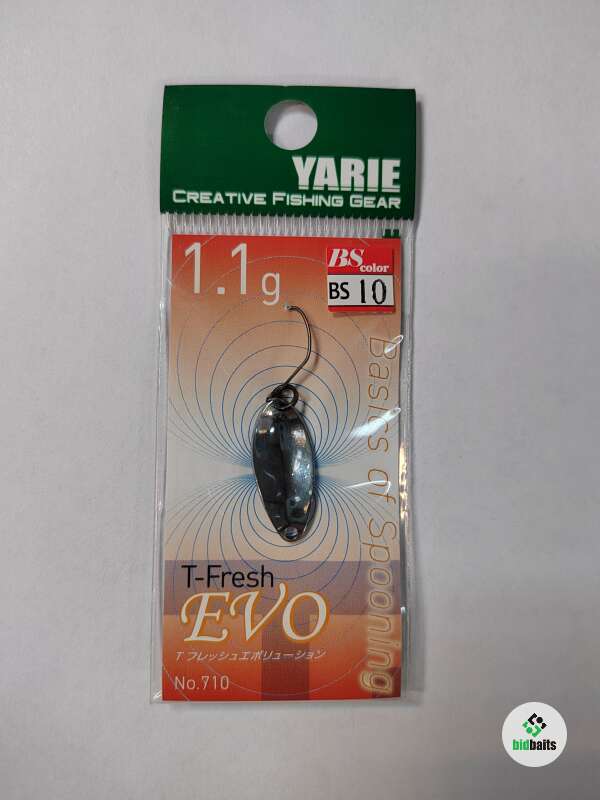 YARIE
CREATIVE FISHING GEAR
1.1g
BS color
BS 10
Basics of Spooning
T-Fresh
EVO
T フレッシュエボリューション
No.710
bidbaits